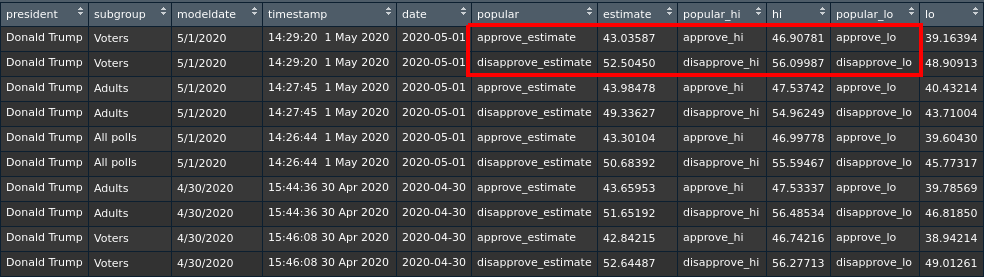 president subgroup modeldate timestamp date popular estimate popular_hi hi popular_lo lo
Donald Trump Voters 5/1/2020 14:29:20 1 May 2020 2020-05-01 approve_estimate 43.03587 approve_hi 46.90781 approve_lo 39.16394
Donald Trump Voters 5/1/2020 14:29:20 1 May 2020 2020-05-01 disapprove_estimate 52.50450 disapprove_hi 56.09987 disapprove_lo 48.90913
Donald Trump Adults 5/1/2020 14:27:45 1 May 2020 2020-05-01 approve_estimate 43.98478 approve_hi 47.53742 approve_lo 40.43214
Donald Trump Adults 5/1/2020 14:27:45 1 May 2020 2020-05-01 disapprove_estimate 49.33627 disapprove_hi 54.96249 disapprove_lo 43.71004
Donald Trump All polls 5/1/2020 14:26:44 1 May 2020 2020-05-01 approve_estimate 43.30104 approve_hi 46.99778 approve_lo 39.60430
Donald Trump All polls 5/1/2020 14:26:44 1 May 2020 2020-05-01 disapprove_estimate 50.68392 disapprove_hi 55.59467 disapprove_lo 45.77317
Donald Trump Adults 4/30/2020 15:44:36 30 Apr 2020 2020-04-30 approve_estimate 43.65953 approve_hi 47.53337 approve_lo 39.78569
Donald Trump Adults 4/30/2020 15:44:36 30 Apr 2020 2020-04-30 disapprove_estimate 51.65192 disapprove_hi 56.48534 disapprove_lo 46.81850
Donald Trump Voters 4/30/2020 15:46:08 30 Apr 2020 2020-04-30 approve_estimate 42.84215 approve_hi 46.74216 approve_lo 38.94214
Donald Trump Voters 4/30/2020 15:46:08 30 Apr 2020 2020-04-30 disapprove_estimate 52.64487 disapprove_hi 56.27713 disapprove_lo 49.01261